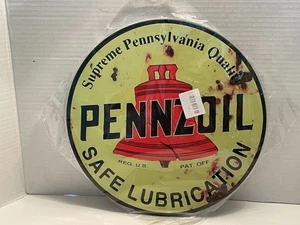 Supreme Pennsylvania Quality
PENNZOIL
REG. U.S. PAT. OFF
SAFE LUBRICATION